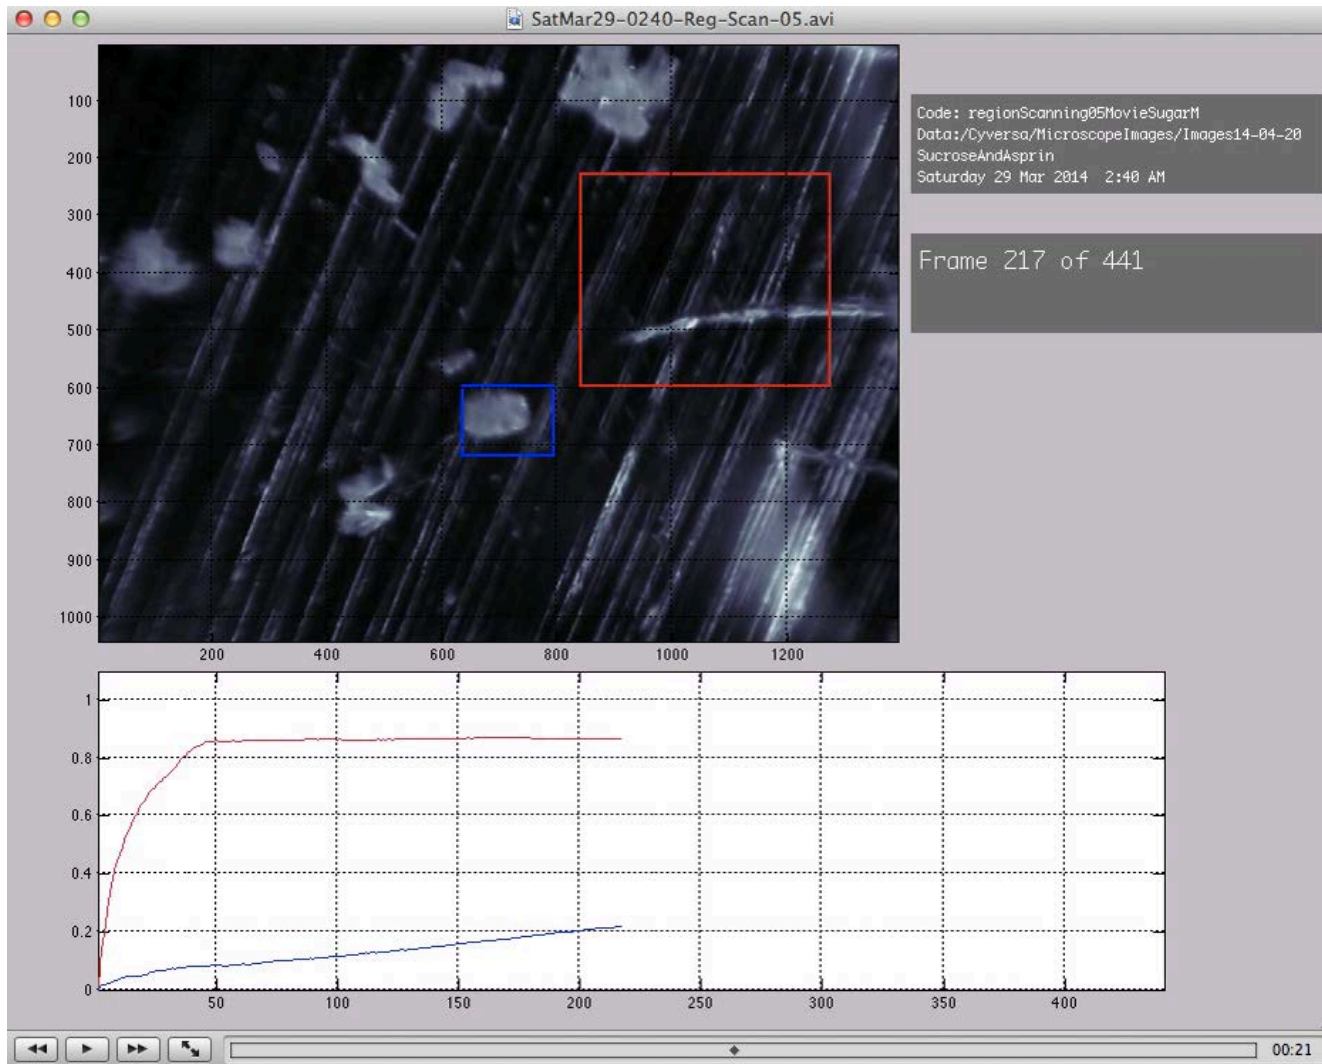 SatMar29-0240-Reg-Scan-05.avi
Code: regionScanning05MovieSugarM
Data:/Cyversa/MicroscopeImages/Images14-04-20
SucroseAndAsprin
Saturday 29 Mar 2014 2:40 AM
Frame 217 of 441
100
200
300
400
500
600
700
800
900
1000
200 400 600 800 1000 1200
1
0.8
0.6
0.4
0.2
0
50 100 150 200 250 300 350 400
00:21